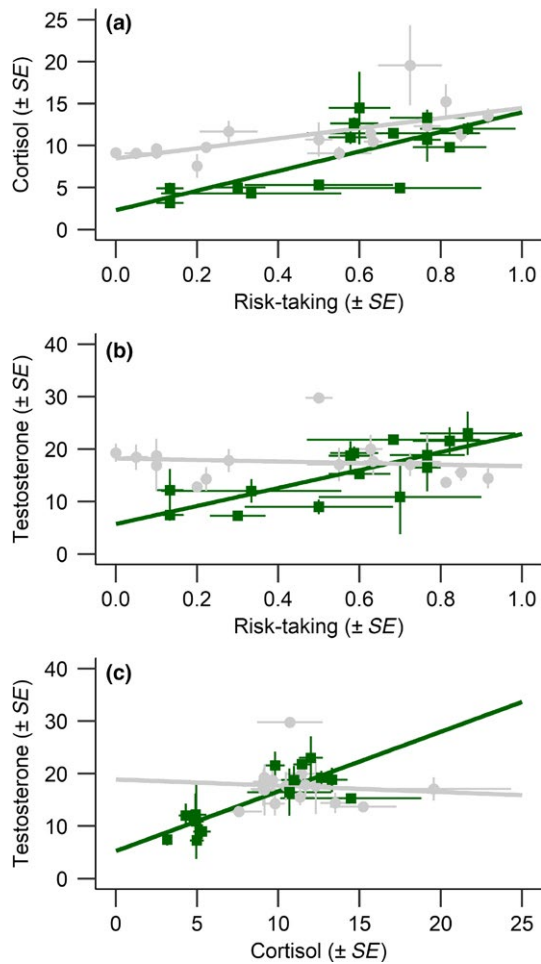 (a)
Cortisol (± SE)
25
20
15
10
5
0
0.0 0.2 0.4 0.6 0.8 1.0
Risk-taking (± SE)
(b)
Testosterone (± SE)
40
30
20
10
0
0.0 0.2 0.4 0.6 0.8 1.0
Risk-taking (± SE)
(c)
Testosterone (± SE)
40
30
20
10
0
0 5 10 15 20 25
Cortisol (± SE)